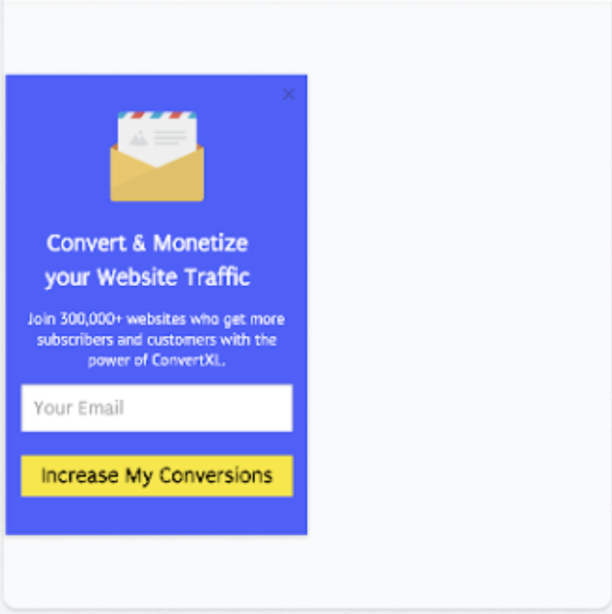 Convert & Monetize
your Website Traffic
Join 300,000+ websites who get more
subscribers and customers with the
power of ConvertXL.
Your Email
Increase My Conversions